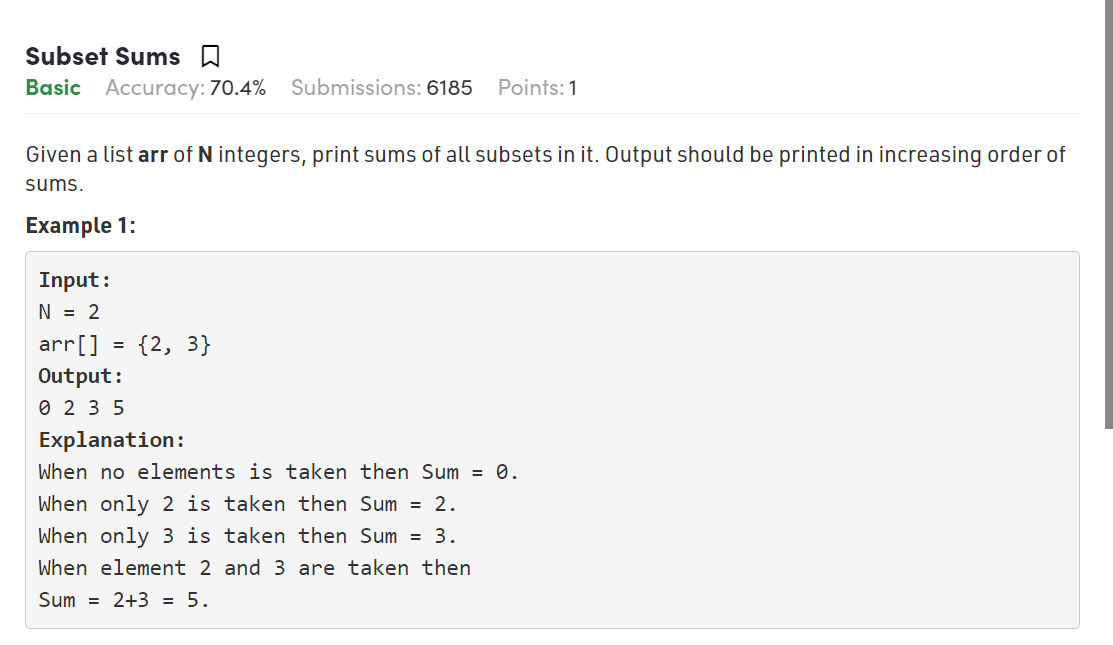 Subset Sums
Basic Accuracy: 70.4% Submissions: 6185 Points: 1
Given a list arr of N integers, print sums of all subsets in it. Output should be printed in increasing order of
sums.
Example 1:
Input:
N = 2
arr[] = {2, 3}
Output:
0 2 3 5
Explanation:
When no elements is taken then Sum = 0.
When only 2 is taken then Sum = 2.
When only 3 is taken then Sum = 3.
When element 2 and 3 are taken then
Sum = 2+3 = 5.